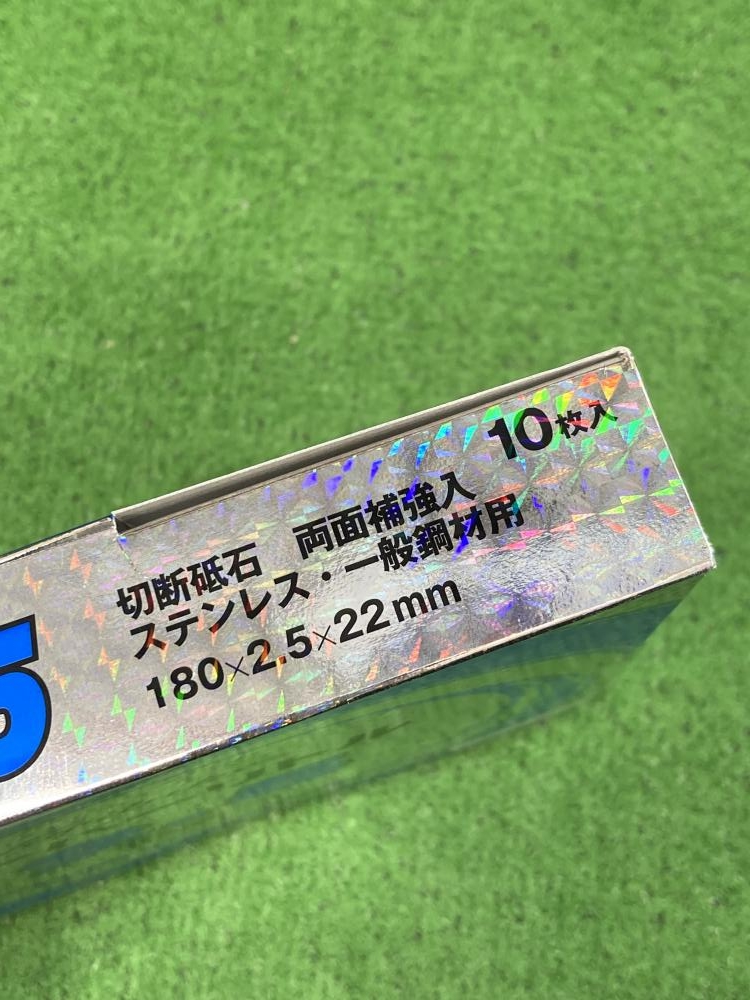 10枚入
切断砥石 両面補強入
ステンレス・一般鋼材用
180×2.5×22mm
5